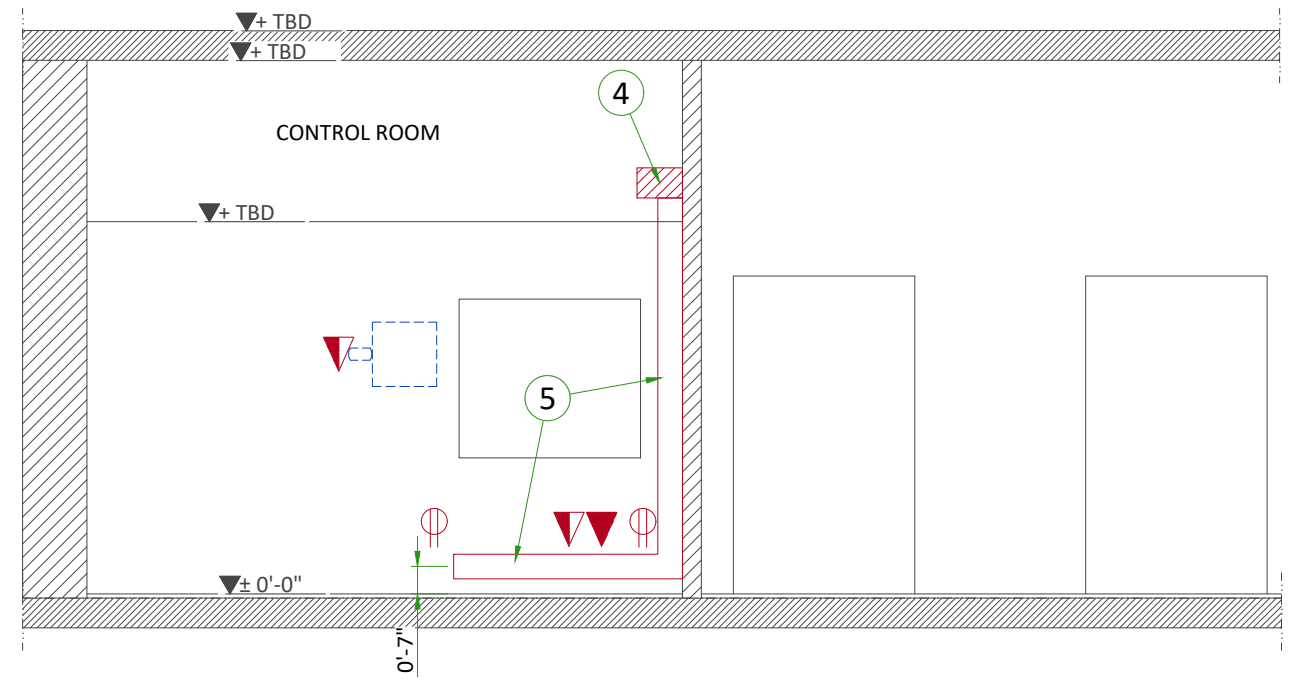 + TBD
+ TBD
4
CONTROL ROOM
+ TBD
5
± 0'-0"
0'-7"